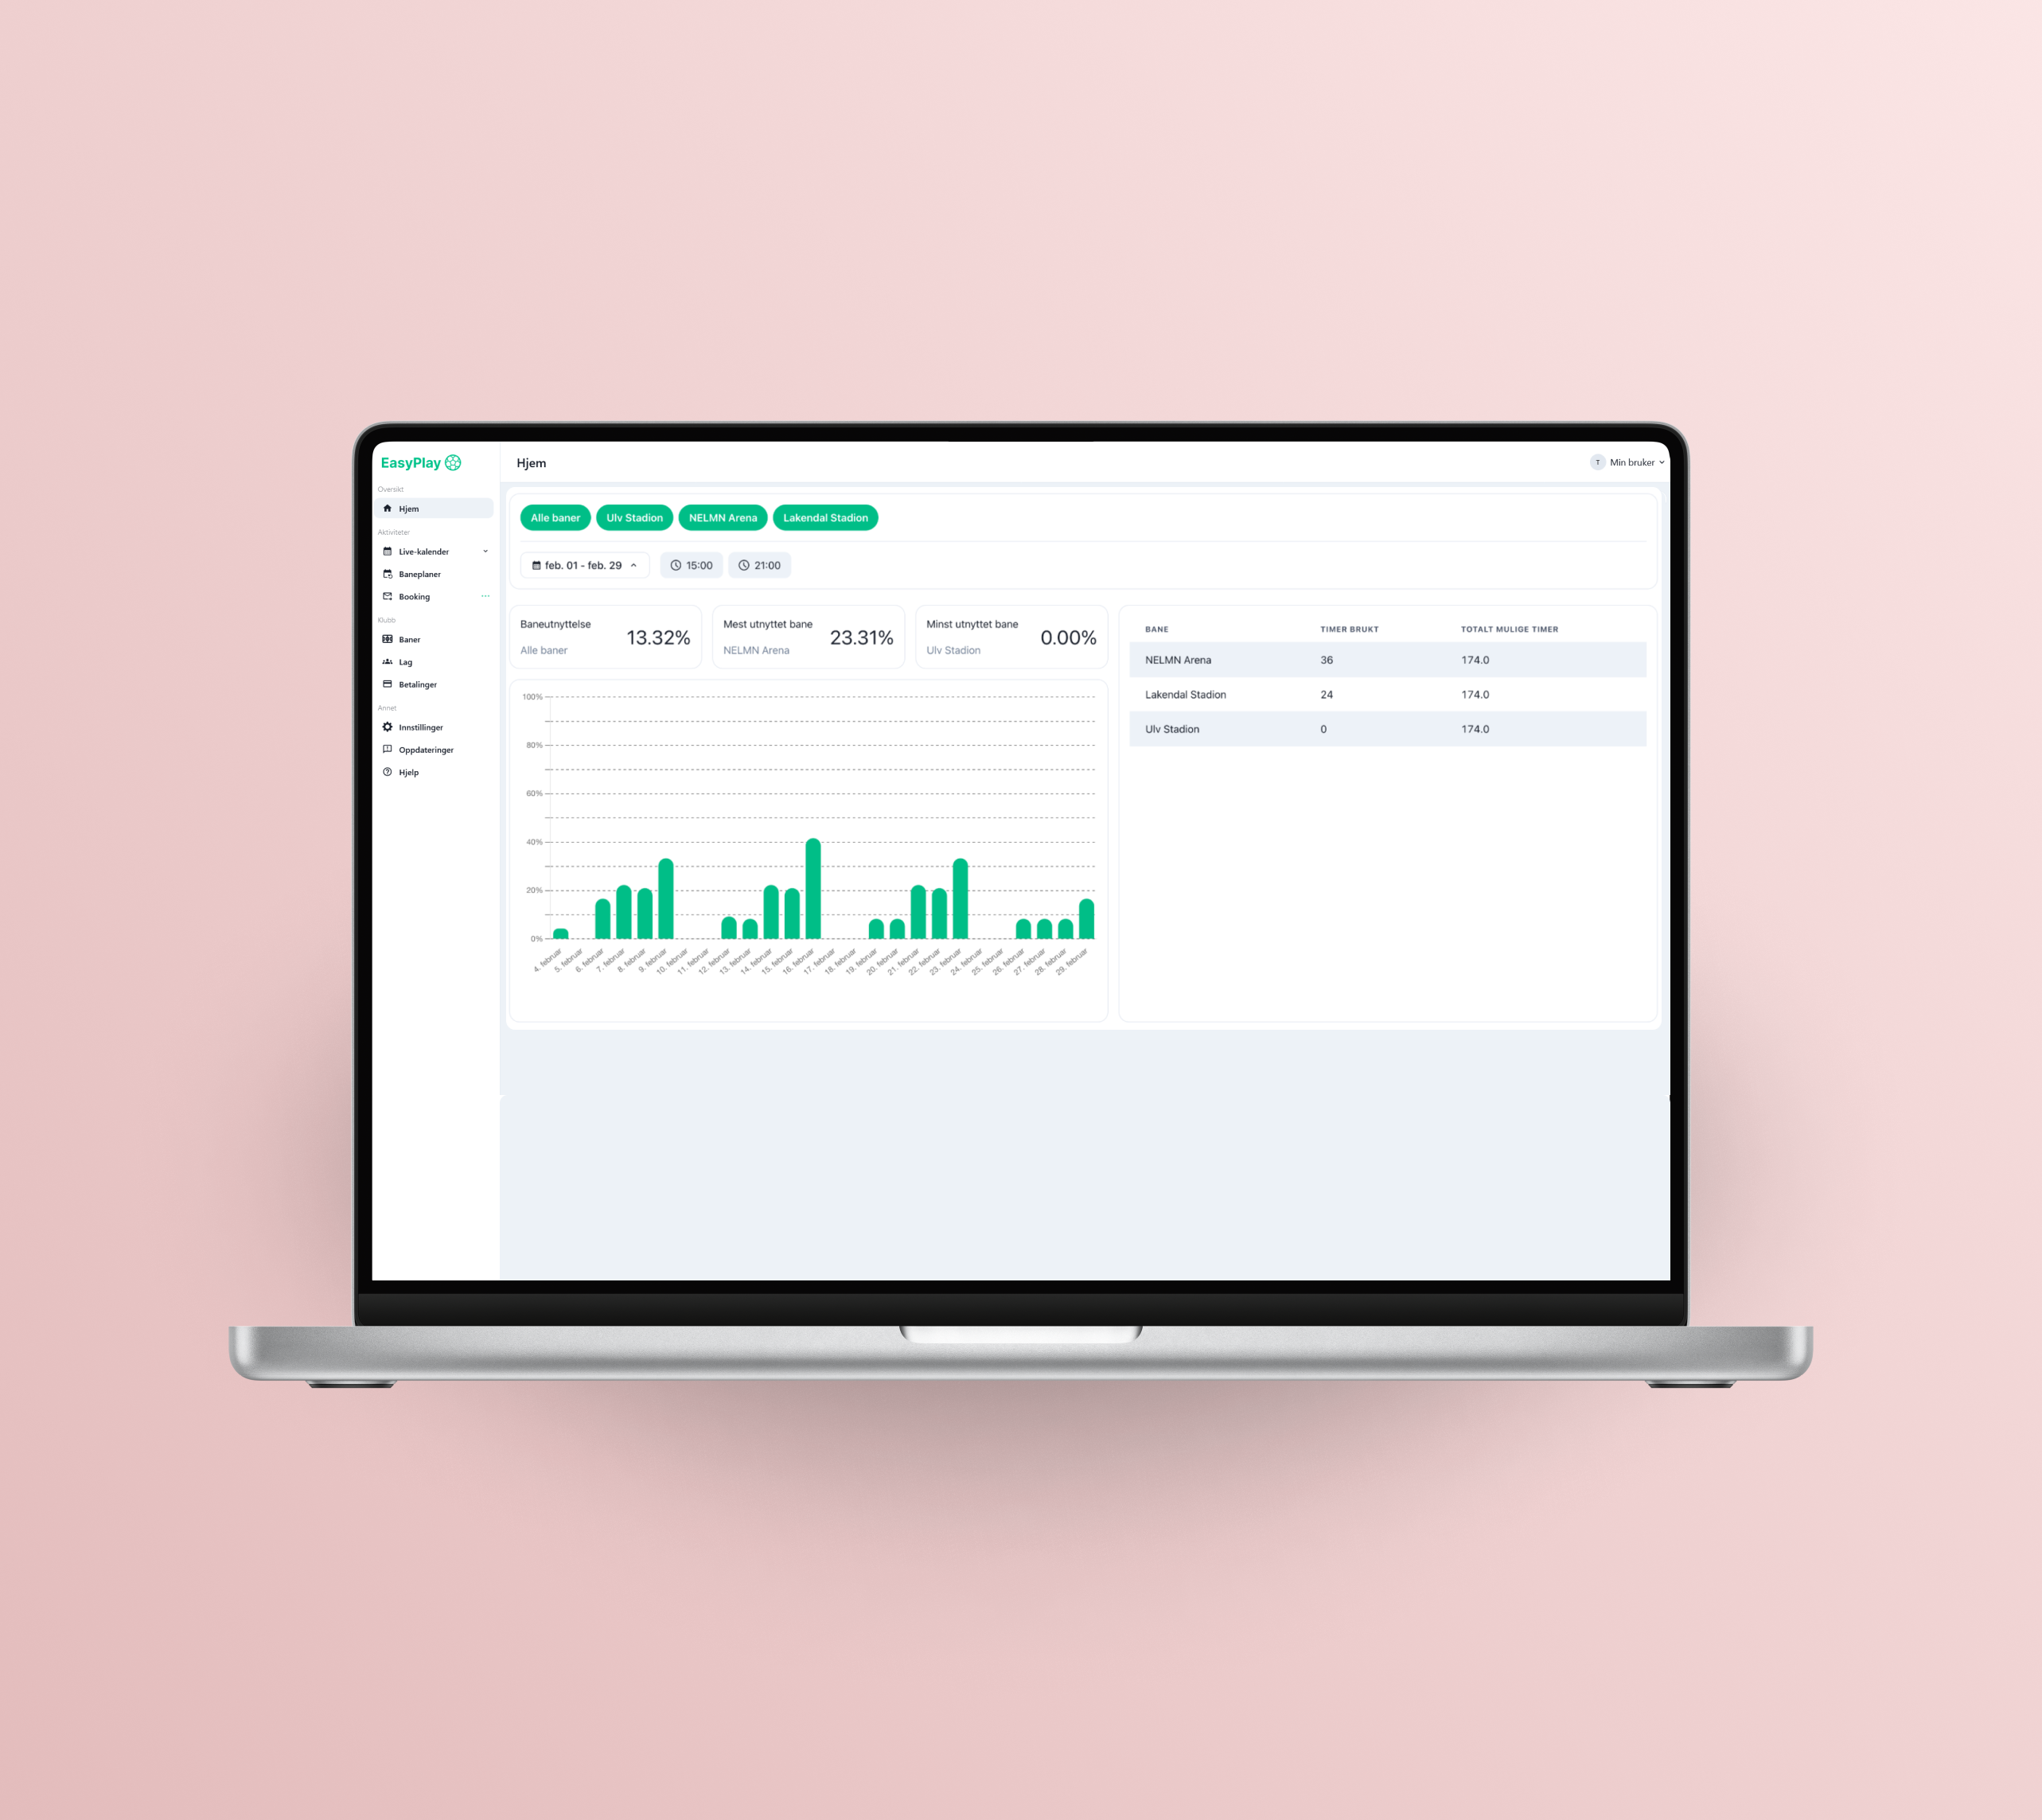 EasyPlay
Oversikt
Hjem
Aktiviteter
Live-kalender
Baneplaner
Booking
Klubb
Baner
Lag
Betalinger
Annet
Innstillinger
Oppdateringer
Hjelp
Hjem
T Min bruker
Alle baner Ulv Stadion NELMN Arena Lakendal Stadion
feb. 01 - feb. 29 15:00 21:00
Baneutnyttelse
13.32%
Alle baner
Mest utnyttet bane
23.31%
NELMN Arena
Minst utnyttet bane
0.00%
Ulv Stadion
100%
80%
60%
40%
20%
0%
4. februar
5. februar
6. februar
7. februar
8. februar
9. februar
10. februar
11. februar
12. februar
13. februar
14. februar
15. februar
16. februar
17. februar
18. februar
19. februar
20. februar
21. februar
22. februar
23. februar
24. februar
25. februar
26. februar
27. februar
28. februar
29. februar
BANE TIMER BRUKT TOTALT MULIGE TIMER
NELMN Arena 36 174.0
Lakendal Stadion 24 174.0
Ulv Stadion 0 174.0